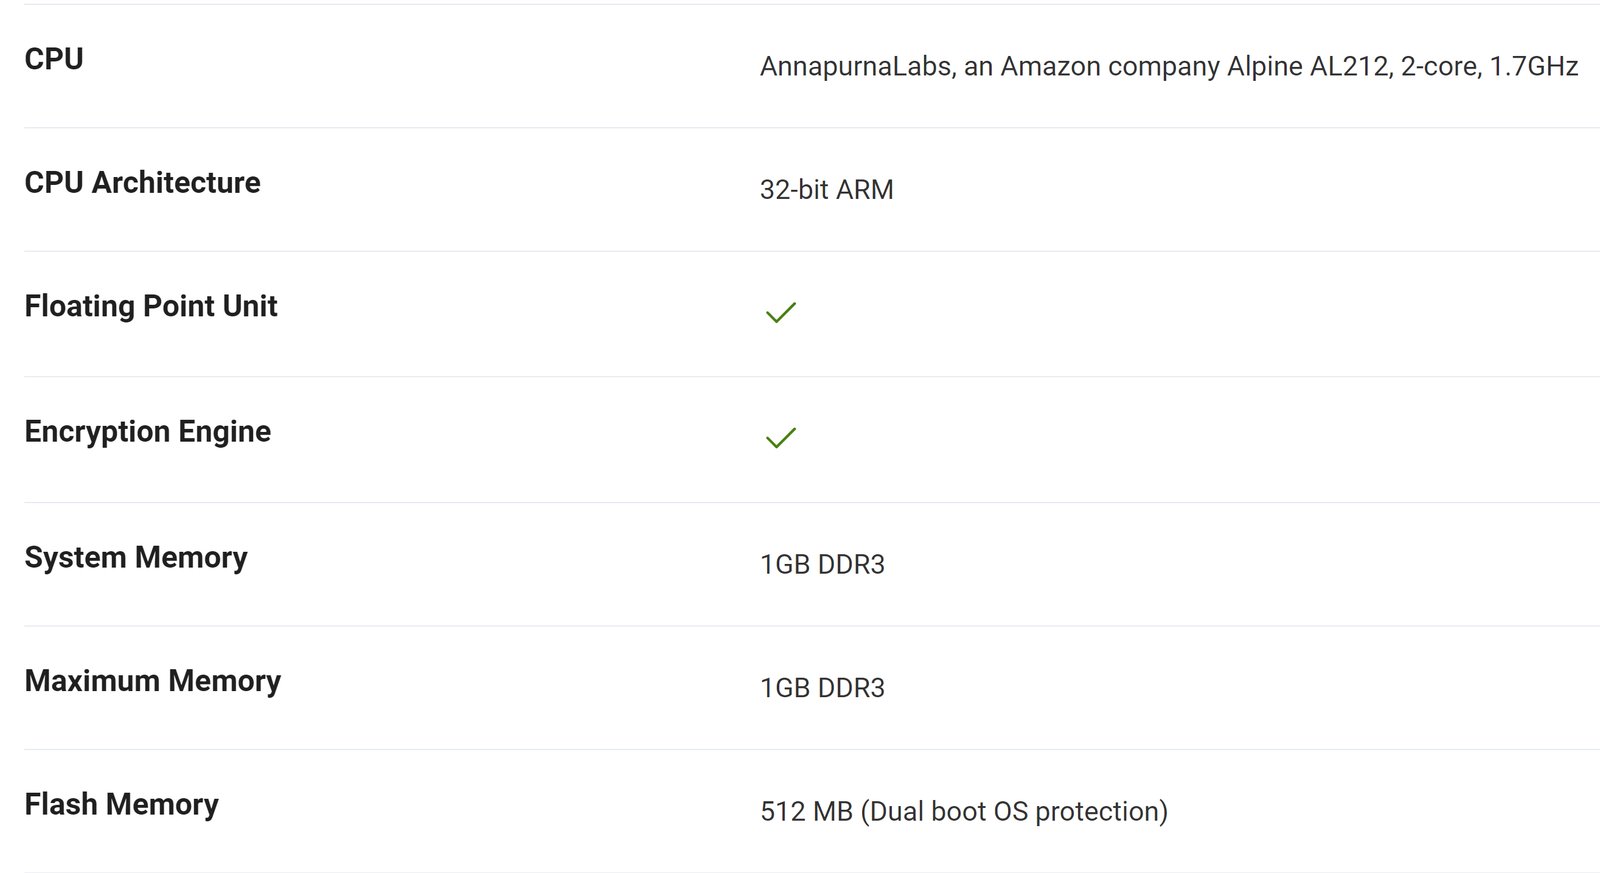 CPU
AnnapurnaLabs, an Amazon company Alpine AL212, 2-core, 1.7GHz
CPU Architecture
32-bit ARM
Floating Point Unit
Encryption Engine
System Memory
1GB DDR3
Maximum Memory
1GB DDR3
Flash Memory
512 MB (Dual boot OS protection)